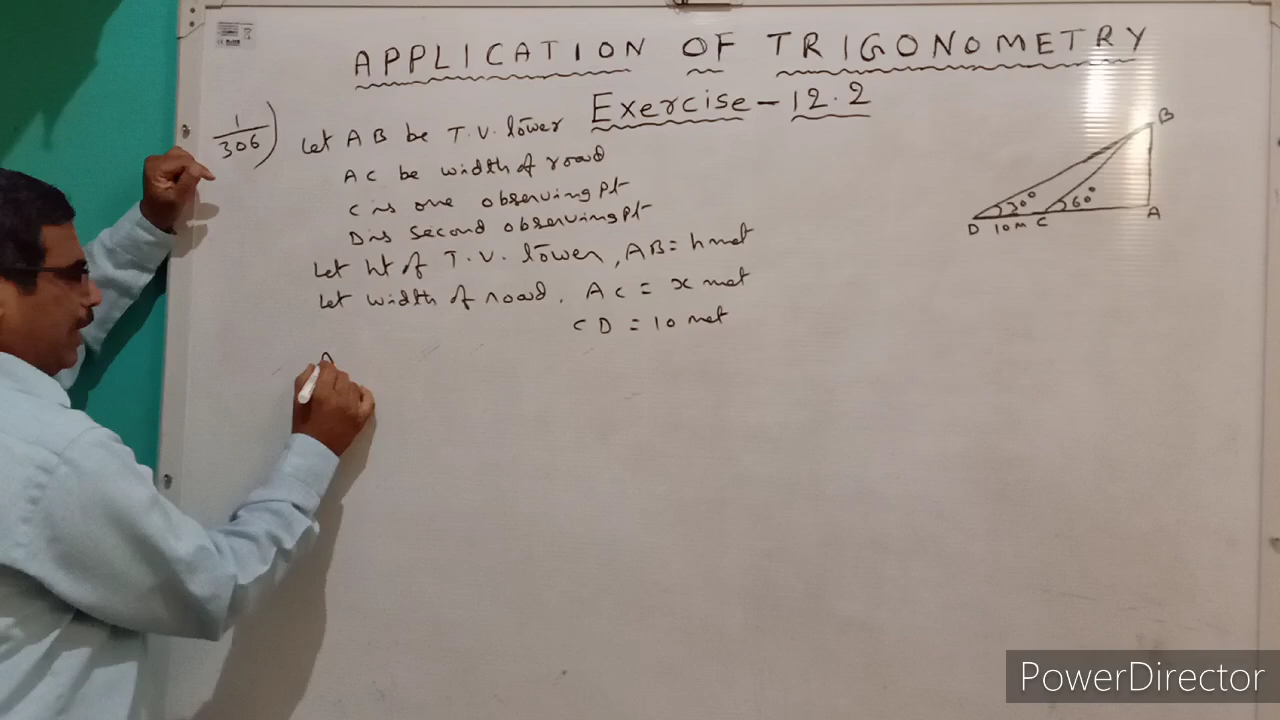 APPLICATION OF TRIGONOMETRY
Exercise - 12.2
1/306) Let AB be T.V. tower
AC be width of road
C is one observing pt
D is second observing pt
Let ht of T.V. tower, AB = h met
Let width of road, AC = x met
CD = 10 met
B
30° 60°
D 10m C A
A
PowerDirector